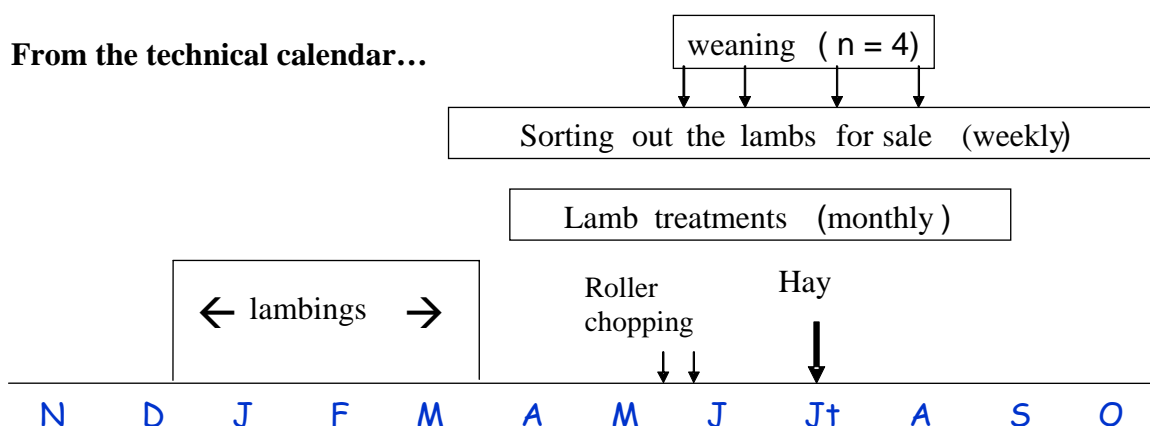 From the technical calendar…
weaning ( n = 4)
Sorting out the lambs for sale (weekly)
Lamb treatments (monthly )
← lambings →
Roller
chopping
Hay
N D J F M A M J Jt A S O